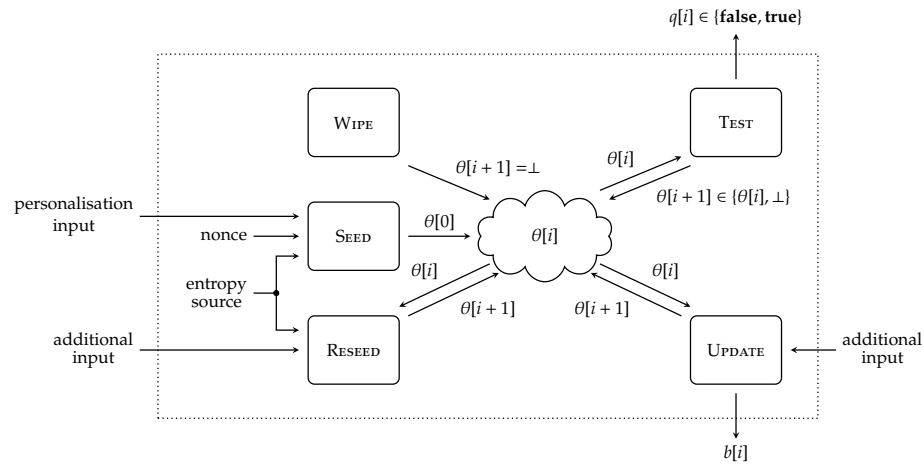 q[i] ∈ {false, true}
WIPE
TEST
θ[i]
θ[i + 1] =⊥
θ[i + 1] ∈ {θ[i], ⊥}
personalisation
input
nonce
SEED
θ[0]
θ[i]
entropy
source
θ[i]
θ[i + 1]
θ[i]
θ[i + 1]
additional
input
RESEED
UPDATE
additional
input
b[i]